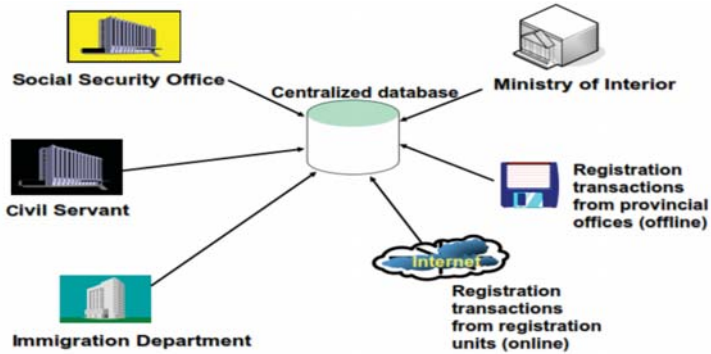 Social Security Office
Centralized database
Ministry of Interior
Civil Servant
Registration
transactions
from provincial
offices (offline)
Internet
Registration
transactions
from registration
units (online)
Immigration Department